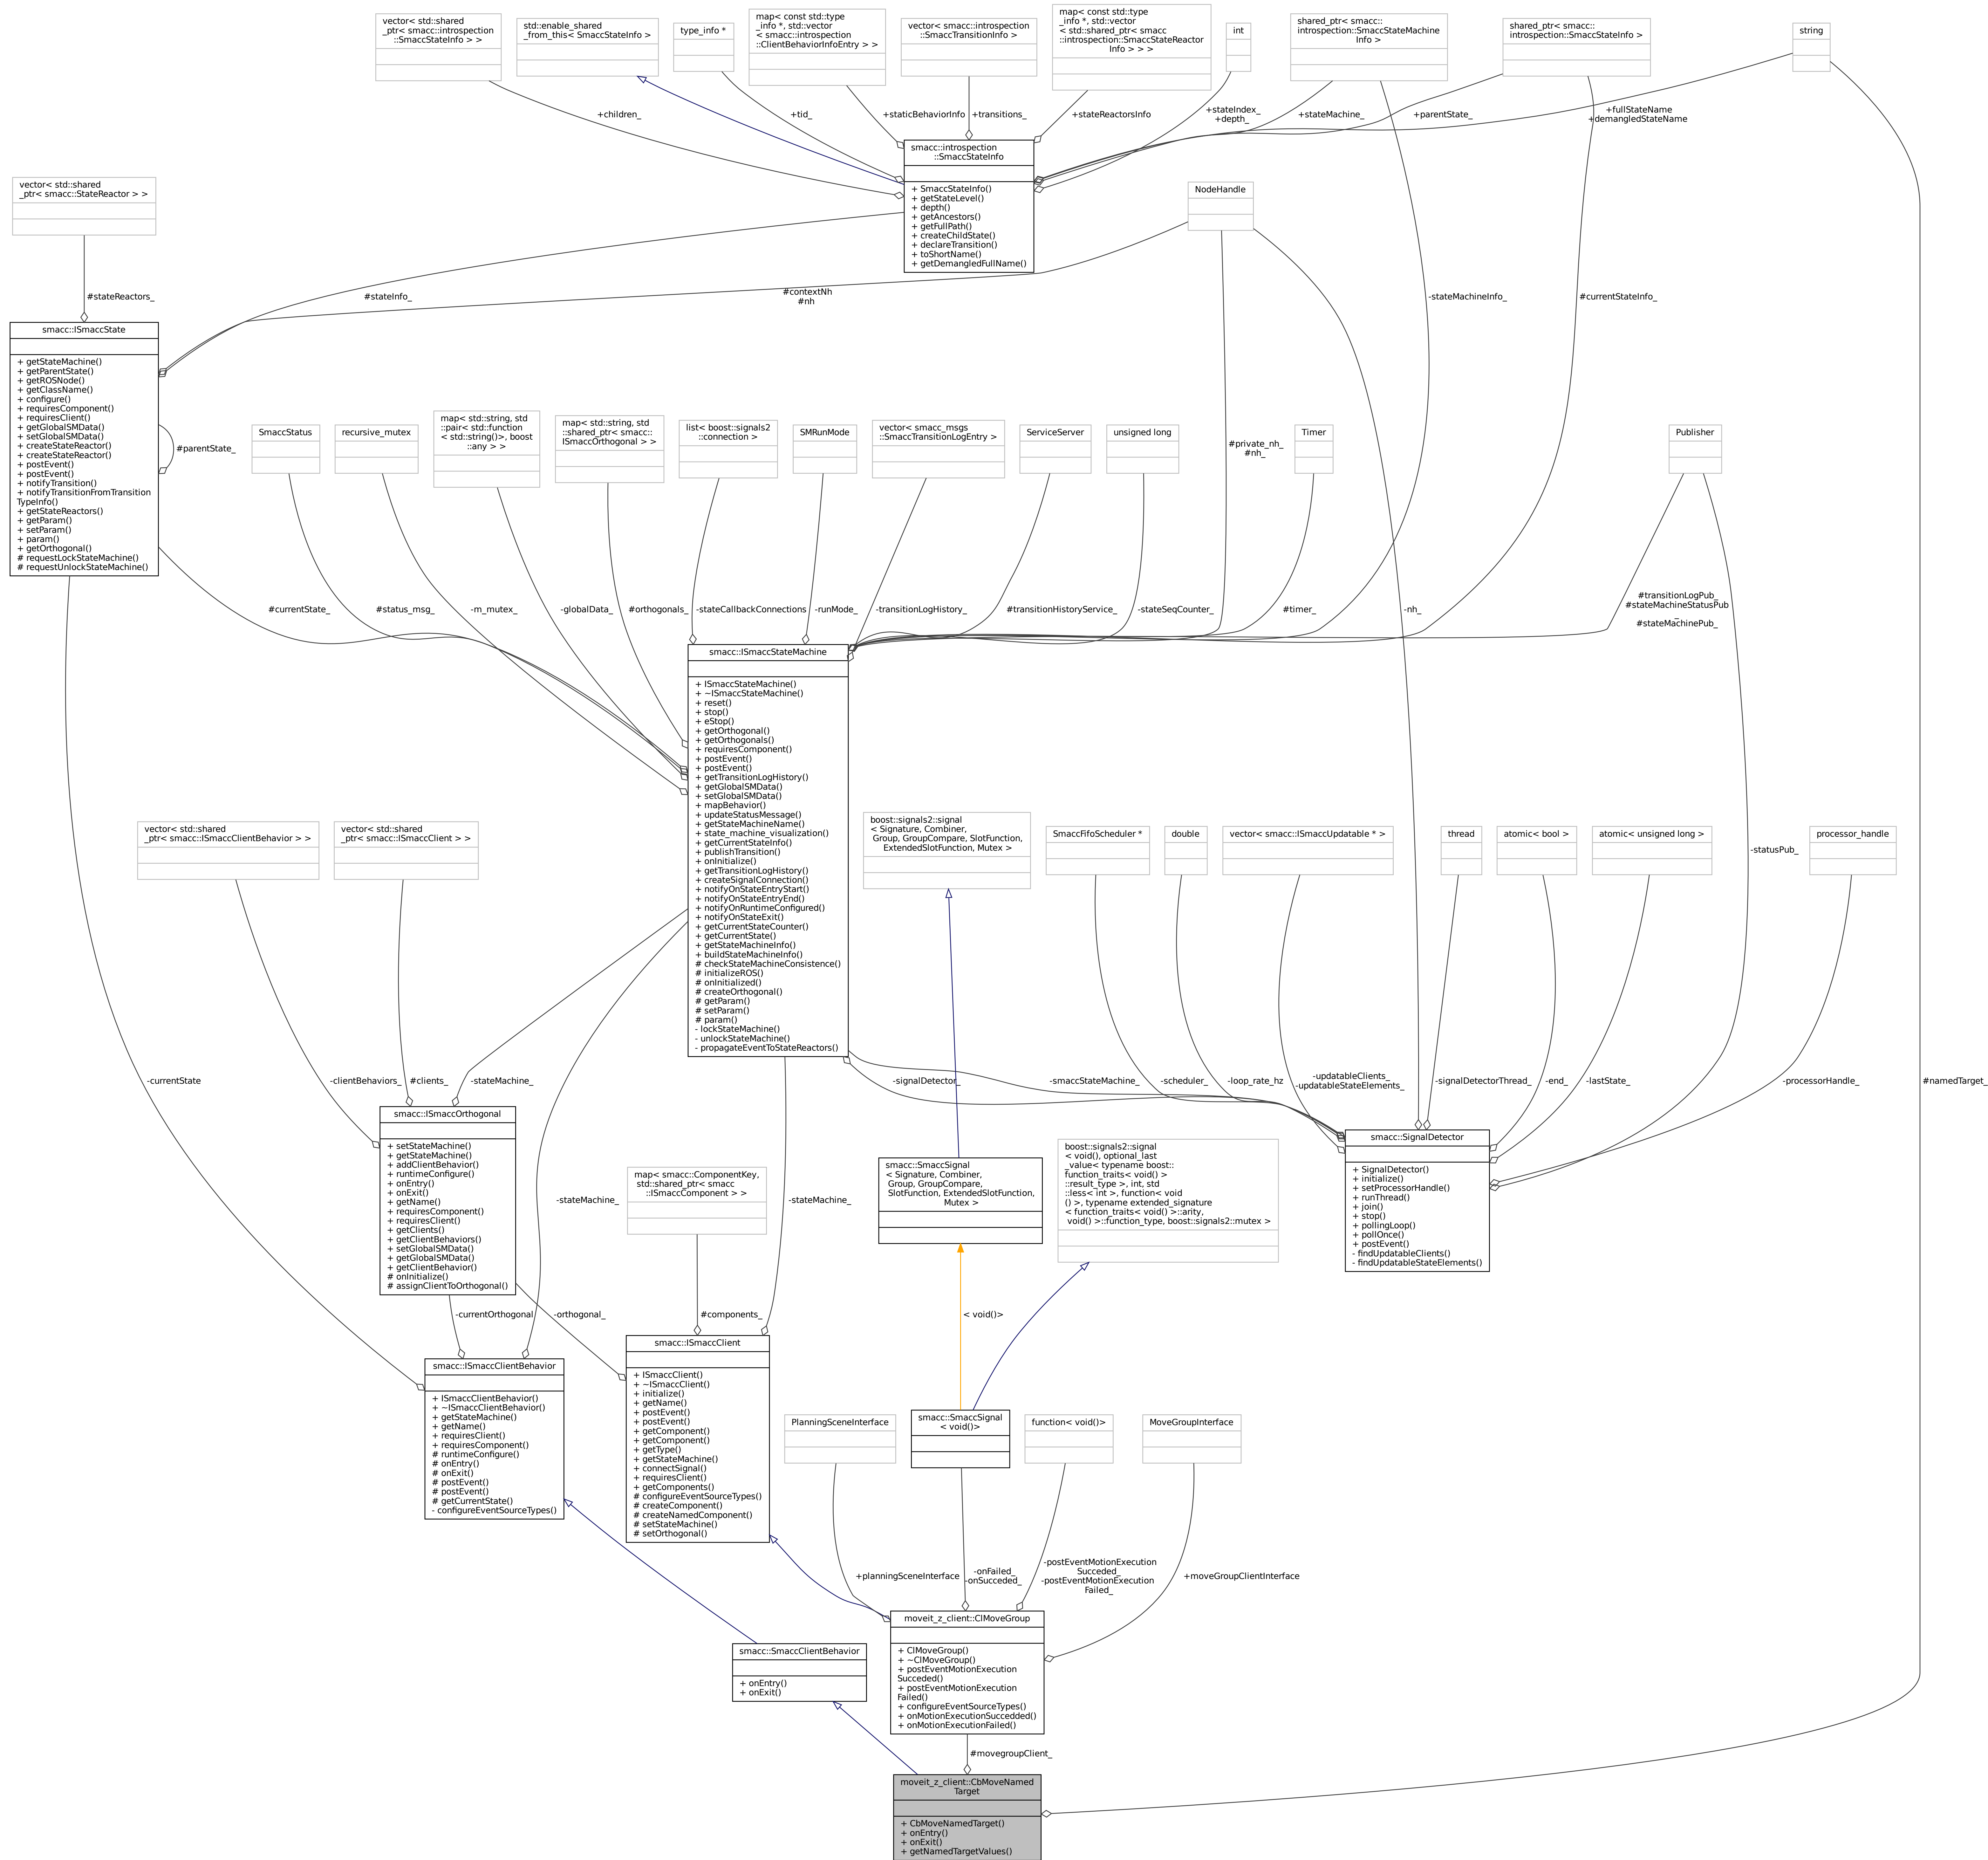 vector< std::shared
_ptr< smacc::introspection
::SmaccStateInfo > >
std::enable_shared
_from_this< SmaccStateInfo >
type_info *
map< const std::type
_info *, std::vector
< smacc::introspection
::ClientBehaviorInfoEntry > >
vector< smacc::introspection
::SmaccTransitionInfo >
map< const std::type
_info *, std::vector
< std::shared_ptr< smacc
::introspection::SmaccStateReactor
Info > > >
int
shared_ptr< smacc::
introspection::SmaccStateMachine
Info >
shared_ptr< smacc::
introspection::SmaccStateInfo >
string
+children_
+tid_
+staticBehaviorInfo
+transitions_
+stateReactorsInfo
+stateIndex_
+depth_
+stateMachine_
+parentState_
+fullStateName
+demangledStateName
smacc::introspection
::SmaccStateInfo
+ SmaccStateInfo()
+ getStateLevel()
+ depth()
+ getAncestors()
+ getFullPath()
+ createChildState()
+ declareTransition()
+ toShortName()
+ getDemangledFullName()
vector< std::shared
_ptr< smacc::StateReactor > >
NodeHandle
#stateReactors_
#stateInfo_
#contextNh
#nh
-stateMachineInfo_
#currentStateInfo_
smacc::ISmaccState
+ getStateMachine()
+ getParentState()
+ getROSNode()
+ getClassName()
+ configure()
+ requiresComponent()
+ requiresClient()
+ getGlobalSMData()
+ setGlobalSMData()
+ createStateReactor()
+ createStateReactor()
+ postEvent()
+ postEvent()
+ notifyTransition()
+ notifyTransitionFromTransition
TypeInfo()
+ getStateReactors()
+ getParam()
+ setParam()
+ param()
+ getOrthogonal()
# requestLockStateMachine()
# requestUnlockStateMachine()
#parentState_
SmaccStatus
recursive_mutex
map< std::string, std
::pair< std::function
< std::string()>, boost
::any > >
map< std::string, std
::shared_ptr< smacc::
ISmaccOrthogonal > >
list< boost::signals2
::connection >
SMRunMode
vector< smacc_msgs
::SmaccTransitionLogEntry >
ServiceServer
unsigned long
#private_nh_
#nh_
Timer
Publisher
#currentState_
#status_msg_
-m_mutex_
-globalData_
#orthogonals_
-stateCallbackConnections
-runMode_
-transitionLogHistory_
#transitionHistoryService_
-stateSeqCounter_
#timer_
-nh_
#transitionLogPub_
#stateMachineStatusPub
_
#stateMachinePub_
smacc::ISmaccStateMachine
+ ISmaccStateMachine()
+ ~ISmaccStateMachine()
+ reset()
+ stop()
+ eStop()
+ getOrthogonal()
+ getOrthogonals()
+ requiresComponent()
+ postEvent()
+ postEvent()
+ getTransitionLogHistory()
+ getGlobalSMData()
+ setGlobalSMData()
+ mapBehavior()
+ updateStatusMessage()
+ getStateMachineName()
+ state_machine_visualization()
+ getCurrentStateInfo()
+ publishTransition()
+ onInitialize()
+ getTransitionLogHistory()
+ createSignalConnection()
+ notifyOnStateEntryStart()
+ notifyOnStateEntryEnd()
+ notifyOnRuntimeConfigured()
+ notifyOnStateExit()
+ getCurrentStateCounter()
+ getCurrentState()
+ getStateMachineInfo()
+ buildStateMachineInfo()
# checkStateMachineConsistence()
# initializeROS()
# onInitialized()
# createOrthogonal()
# getParam()
# setParam()
# param()
- lockStateMachine()
- unlockStateMachine()
- propagateEventToStateReactors()
vector< std::shared
_ptr< smacc::ISmaccClientBehavior > >
vector< std::shared
_ptr< smacc::ISmaccClient > >
boost::signals2::signal
< Signature, Combiner,
Group, GroupCompare, SlotFunction,
ExtendedSlotFunction, Mutex >
SmaccFifoScheduler *
double
vector< smacc::ISmaccUpdatable * >
thread
atomic< bool >
atomic< unsigned long >
-statusPub_
processor_handle
-currentState
-clientBehaviors_
#clients_
-stateMachine_
-signalDetector_
-smaccStateMachine_
-scheduler_
-loop_rate_hz
-updatableClients_
-updatableStateElements_
-signalDetectorThread_
-end_
-lastState_
-processorHandle_
#namedTarget_
smacc::ISmaccOrthogonal
+ setStateMachine()
+ getStateMachine()
+ addClientBehavior()
+ runtimeConfigure()
+ onEntry()
+ onExit()
+ getName()
+ requiresComponent()
+ requiresClient()
+ getClients()
+ getClientBehaviors()
+ setGlobalSMData()
+ getGlobalSMData()
+ getClientBehavior()
# onInitialize()
# assignClientToOrthogonal()
-stateMachine_
map< smacc::ComponentKey,
std::shared_ptr< smacc
::ISmaccComponent > >
-stateMachine_
smacc::SmaccSignal
< Signature, Combiner,
Group, GroupCompare,
SlotFunction, ExtendedSlotFunction,
Mutex >
boost::signals2::signal
< void(), optional_last
_value< typename boost::
function_traits< void() >
::result_type >, int, std
::less< int >, function< void
() >, typename extended_signature
< function_traits< void() >::arity,
void() >::function_type, boost::signals2::mutex >
smacc::SignalDetector
+ SignalDetector()
+ initialize()
+ setProcessorHandle()
+ runThread()
+ join()
+ stop()
+ pollingLoop()
+ pollOnce()
+ postEvent()
- findUpdatableClients()
- findUpdatableStateElements()
-currentOrthogonal
-orthogonal_
#components_
< void()>
smacc::ISmaccClientBehavior
+ ISmaccClientBehavior()
+ ~ISmaccClientBehavior()
+ getStateMachine()
+ getName()
+ requiresClient()
+ requiresComponent()
# runtimeConfigure()
# onEntry()
# onExit()
# postEvent()
# postEvent()
# getCurrentState()
- configureEventSourceTypes()
smacc::ISmaccClient
+ ISmaccClient()
+ ~ISmaccClient()
+ initialize()
+ getName()
+ postEvent()
+ postEvent()
+ getComponent()
+ getComponent()
+ getType()
+ getStateMachine()
+ connectSignal()
+ requiresClient()
+ getComponents()
# configureEventSourceTypes()
# createComponent()
# createNamedComponent()
# setStateMachine()
# setOrthogonal()
PlanningSceneInterface
smacc::SmaccSignal
< void()>
function< void()>
MoveGroupInterface
+planningSceneInterface
-onFailed_
-onSucceded_
-postEventMotionExecution
Succeded_
-postEventMotionExecution
Failed_
+moveGroupClientInterface
smacc::SmaccClientBehavior
+ onEntry()
+ onExit()
moveit_z_client::ClMoveGroup
+ ClMoveGroup()
+ ~ClMoveGroup()
+ postEventMotionExecution
Succeded()
+ postEventMotionExecution
Failed()
+ configureEventSourceTypes()
+ onMotionExecutionSuccedded()
+ onMotionExecutionFailed()
#movegroupClient_
moveit_z_client::CbMoveNamed
Target
+ CbMoveNamedTarget()
+ onEntry()
+ onExit()
+ getNamedTargetValues()